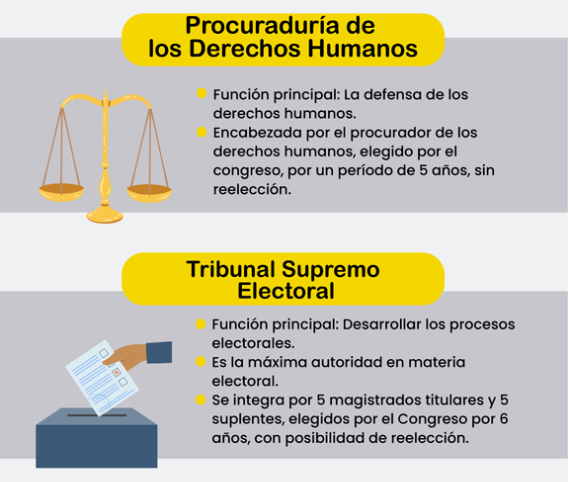 Procuraduría de
los Derechos Humanos
Función principal: La defensa de los
derechos humanos.
Encabezada por el procurador de los
derechos humanos, elegido por el
congreso, por un período de 5 años, sin
reelección.
Tribunal Supremo
Electoral
Función principal: Desarrollar los procesos
electorales.
Es la máxima autoridad en materia
electoral.
Se integra por 5 magistrados titulares y 5
suplentes, elegidos por el Congreso por 6
años, con posibilidad de reelección.